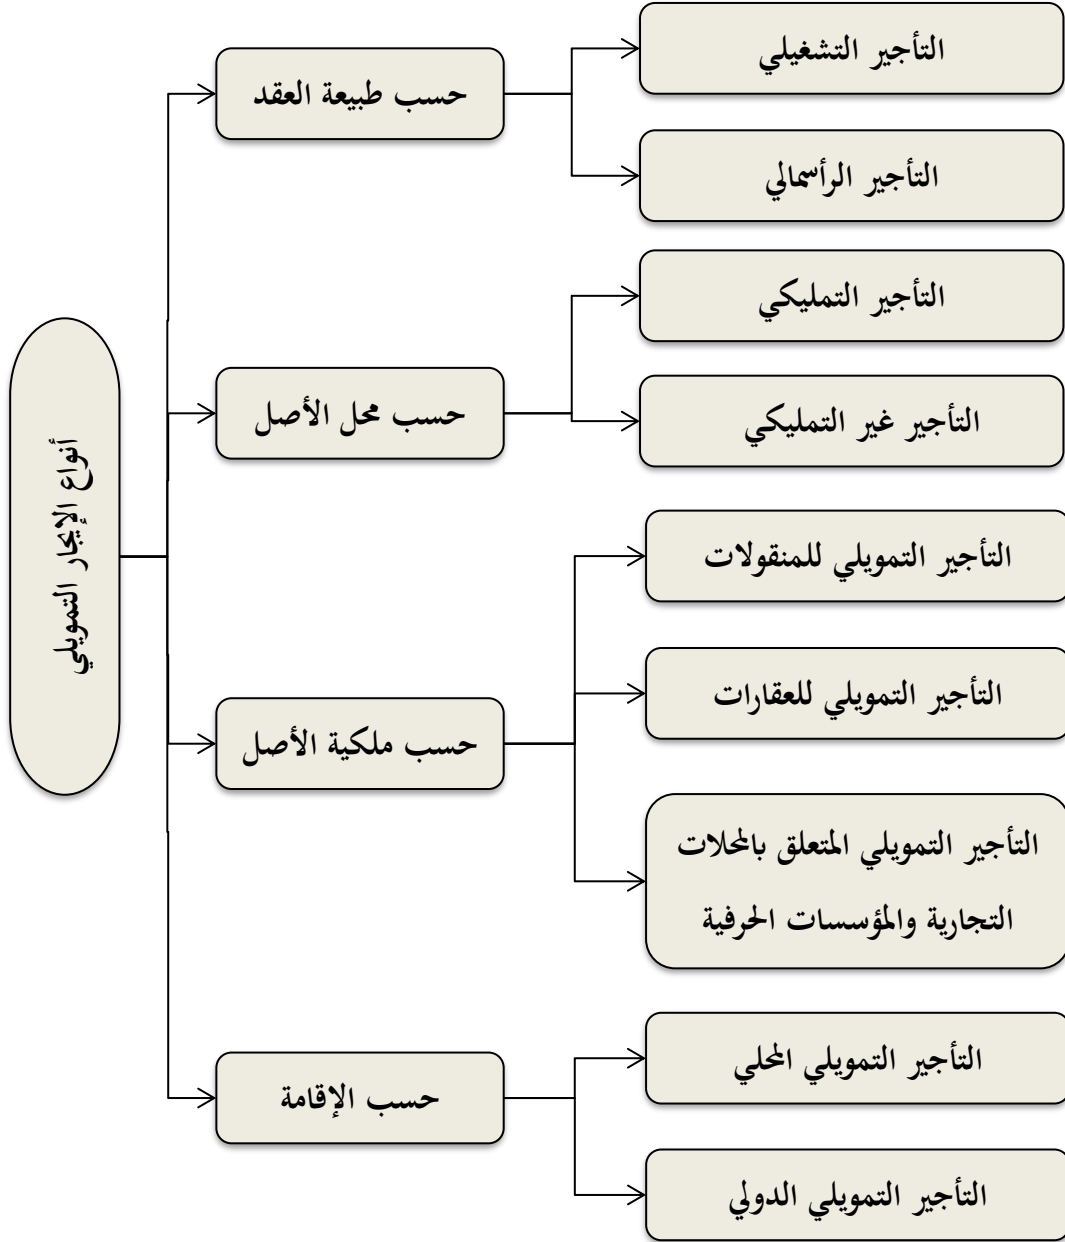 أنواع الإيجار التمويلي
حسب طبيعة العقد
التأجير التشغيلي
التأجير الرأسمالي
حسب محل الأصل
التأجير التمليكي
التأجير غير التمليكي
حسب ملكية الأصل
التأجير التمويلي للمنقولات
التأجير التمويلي للعقارات
التأجير التمويلي المتعلق بالمحلات
التجارية والمؤسسات الحرفية
حسب الإقامة
التأجير التمويلي المحلي
التأجير التمويلي الدولي